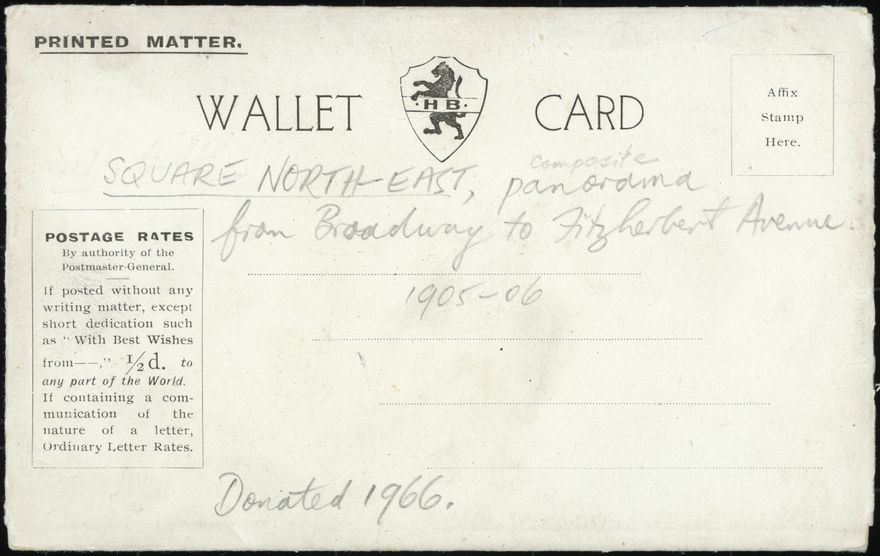 PRINTED MATTER.
WALLET CARD
· H B ·
Affix
Stamp
Here.
composite
SQUARE NORTH-EAST, panorama
from Broadway to Fitzherbert Avenue.
1905-06
POSTAGE RATES
By authority of the
Postmaster-General.
If posted without any
writing matter, except
short dedication such
as "With Best Wishes
from——," 1/2d. to
any part of the World.
If containing a com-
munication of the
nature of a letter,
Ordinary Letter Rates.
Donated 1966.